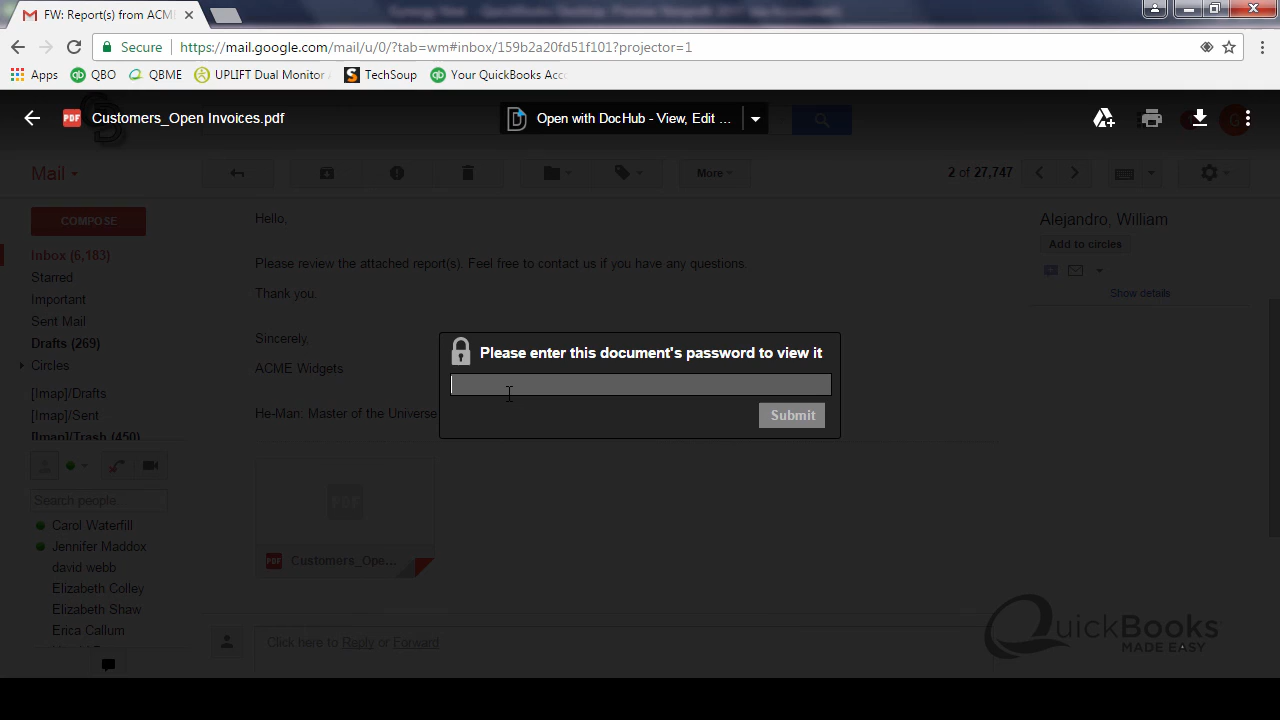 FW: Report(s) from ACM
Secure https://mail.google.com/mail/u/0/?tab=wm#inbox/159b2a20fd51f101?projector=1
Apps QBO QBME UPLIFT Dual Monitor TechSoup Your QuickBooks Acc
PDF Customers_Open Invoices.pdf Open with DocHub - View, Edit ...
Mail More 2 of 27,747
COMPOSE
Hello,
Alejandro, William
Add to circles
Inbox (6,183)
Please review the attached report(s). Feel free to contact us if you have any questions.
Starred
Important
Thank you.
Show details
Sent Mail
Drafts (269)
Sincerely,
Circles
ACME Widgets
[Imap]/Drafts
[Imap]/Sent
He-Man: Master of the Universe
[Imap]/Trash (450)
Please enter this document's password to view it
Submit
Search people
Carol Waterfill
Jennifer Maddox
david webb
Elizabeth Colley
Elizabeth Shaw
Erica Callum
PDF
PDF Customers_Ope...
Click here to Reply or Forward
QuickBooks
MADE EASY